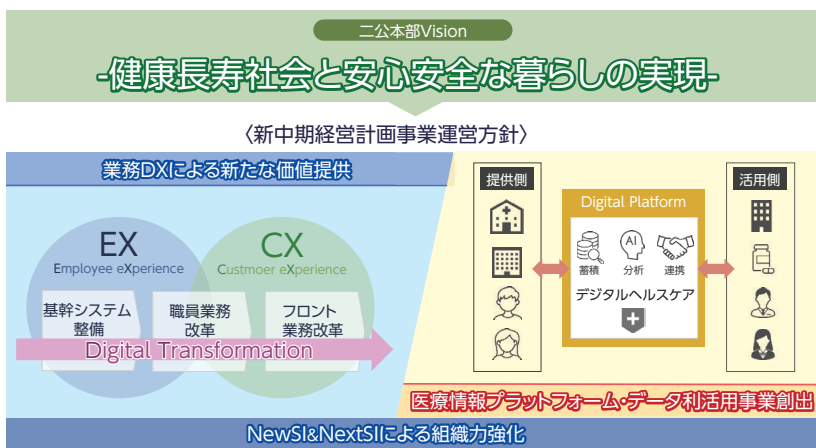 二公本部Vision
-健康長寿社会と安心安全な暮らしの実現-
〈新中期経営計画事業運営方針〉
業務DXによる新たな価値提供
EX
Employee eXperience
CX
Custmoer eXperience
基幹システム
整備
職員業務
改革
フロント
業務改革
Digital Transformation
提供側
Digital Platform
AI
蓄積
分析
連携
デジタルヘルスケア
活用側
医療情報プラットフォーム・データ利活用事業創出
NewSI&NextSIによる組織力強化